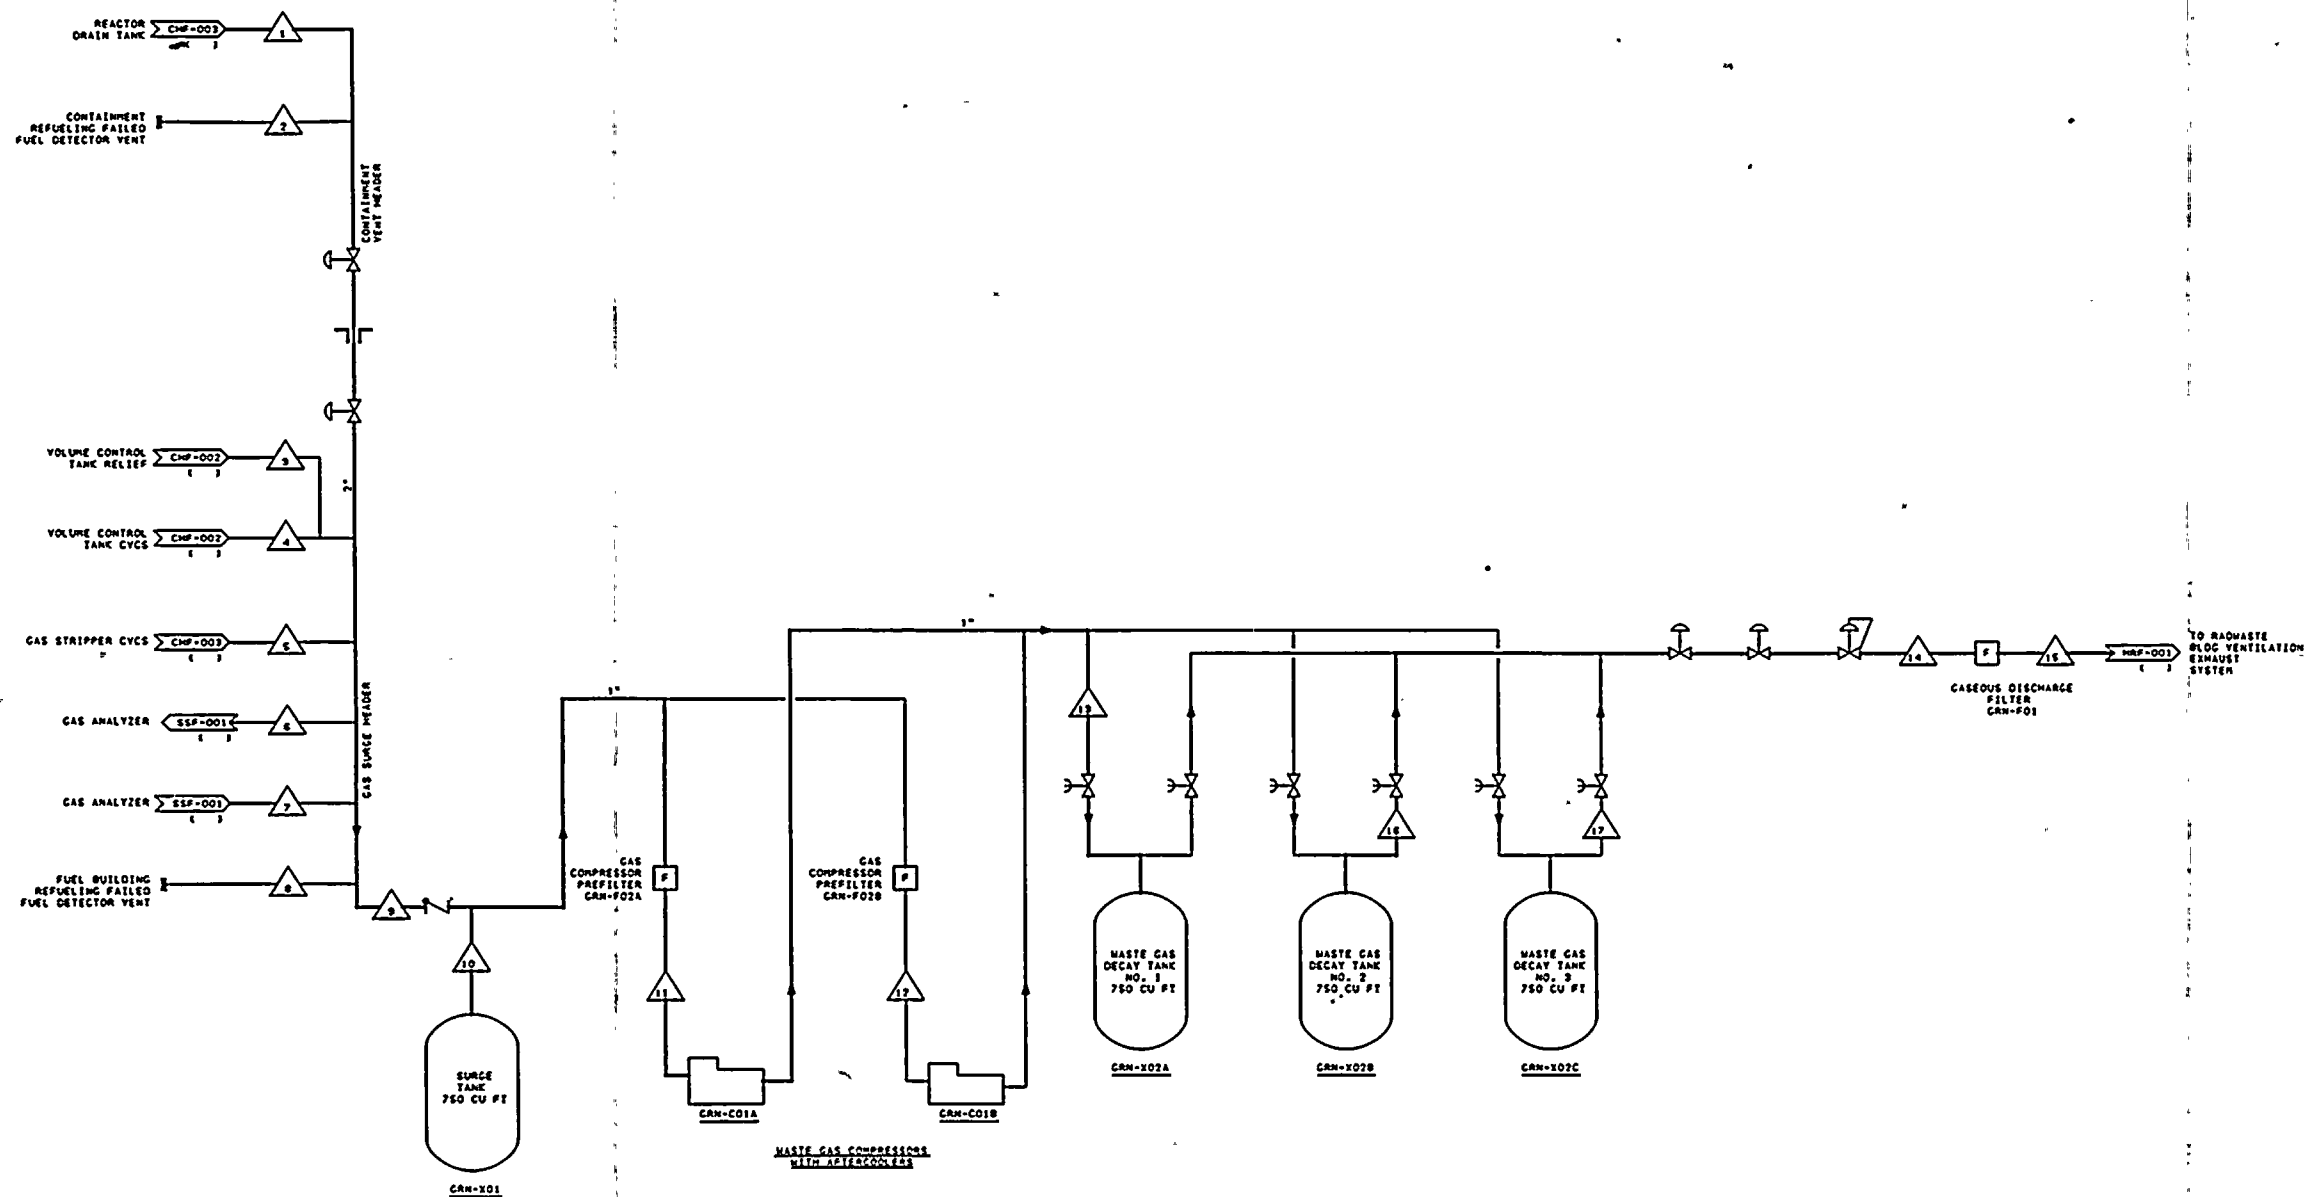 REACTOR
DRAIN TANK
CHF-003
1
CONTAINMENT
REFUELING FAILED
FUEL DETECTOR VENT
2
CONTAINMENT
VENT HEADER
VOLUME CONTROL
TANK RELIEF
CHF-002
[ ]
3
2"
VOLUME CONTROL
TANK CVCS
CHF-002
[ ]
4
GAS STRIPPER CVCS
CHF-003
[ ]
5
GAS ANALYZER
SSF-001
[ ]
6
GAS SURGE HEADER
GAS ANALYZER
SSF-001
[ ]
7
FUEL BUILDING
REFUELING FAILED
FUEL DETECTOR VENT
8
9
10
SURGE
TANK
750 CU FT
GRN-X01
1"
GAS
COMPRESSOR
PREFILTER
GRN-F02A
F
11
GRN-C01A
GAS
COMPRESSOR
PREFILTER
GRN-F02B
F
12
GRN-C01B
WASTE GAS COMPRESSORS
WITH AFTERCOOLERS
1"
13
WASTE GAS
DECAY TANK
NO. 1
750 CU FT
GRN-X02A
16
WASTE GAS
DECAY TANK
NO. 2
750 CU FT
GRN-X02B
17
WASTE GAS
DECAY TANK
NO. 3
750 CU FT
GRN-X02C
14
F
15
GASEOUS DISCHARGE
FILTER
GRN-F01
HRF-001
[ ]
TO RADWASTE
BLDG VENTILATION
EXHAUST
SYSTEM